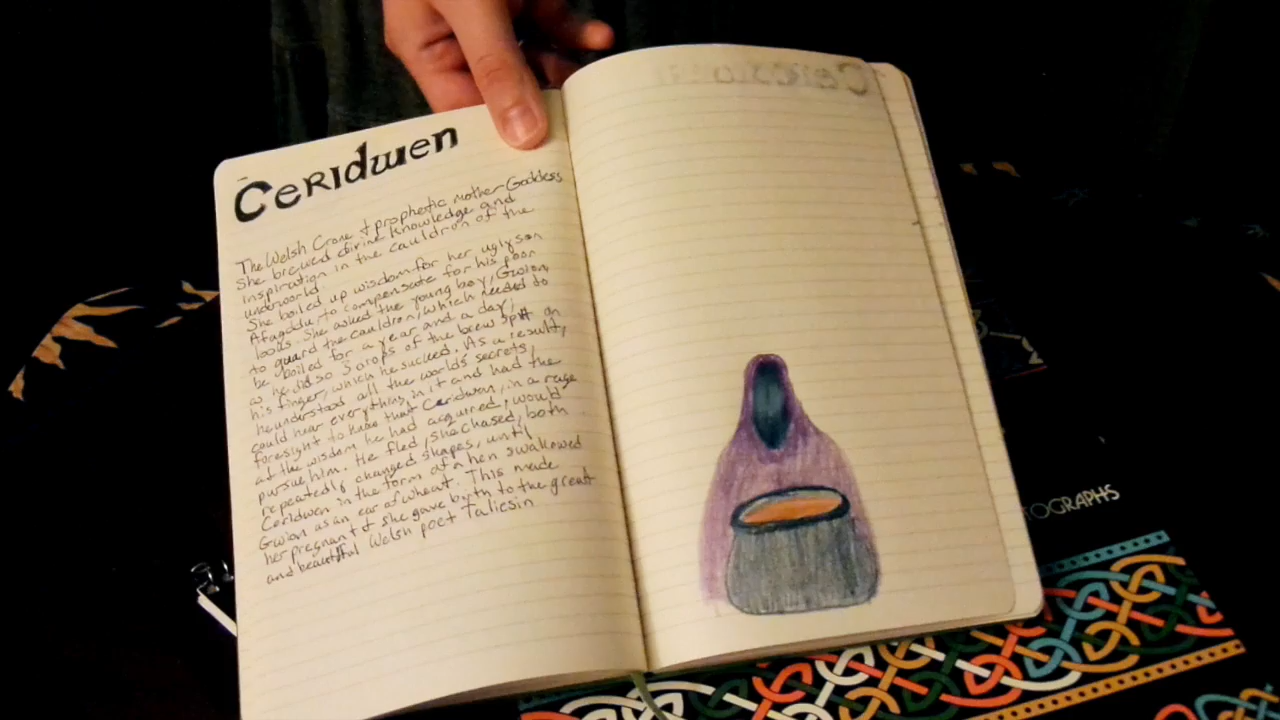 Ceridwen
The Welsh Crone & prophetic mother Goddess
She brewed divine knowledge and
inspiration in the cauldron of the
underworld.
She boiled up wisdom for her ugly son
Afagddu, to compensate for his poor
looks. She asked the young boy, Gwion,
to guard the cauldron, which needed to
be boiled for a year and a day,
as he did so 3 drops of the brew spit on
his finger, which he sucked. As a result,
he understood all the world's secrets,
could hear everything in it and had the
foresight to know that Ceridwen, in a rage
at the wisdom he had acquired, would
pursue him. He fled, she chased, both
repeatedly changed shapes, until
Ceridwen in the form of a hen swallowed
Gwion as an ear of wheat. This made
her pregnant & she gave birth to the great
and beautiful Welsh poet Taliesin
OGRAPHS